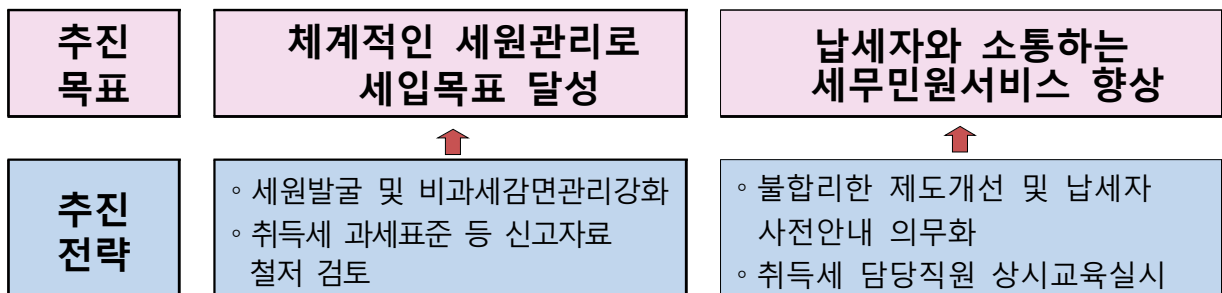 추진
목표
체계적인 세원관리로
세입목표 달성
납세자와 소통하는
세무민원서비스 향상
추진
전략
◦ 세원발굴 및 비과세감면관리강화
◦ 취득세 과세표준 등 신고자료
철저 검토
◦ 불합리한 제도개선 및 납세자
사전안내 의무화
◦ 취득세 담당직원 상시교육실시